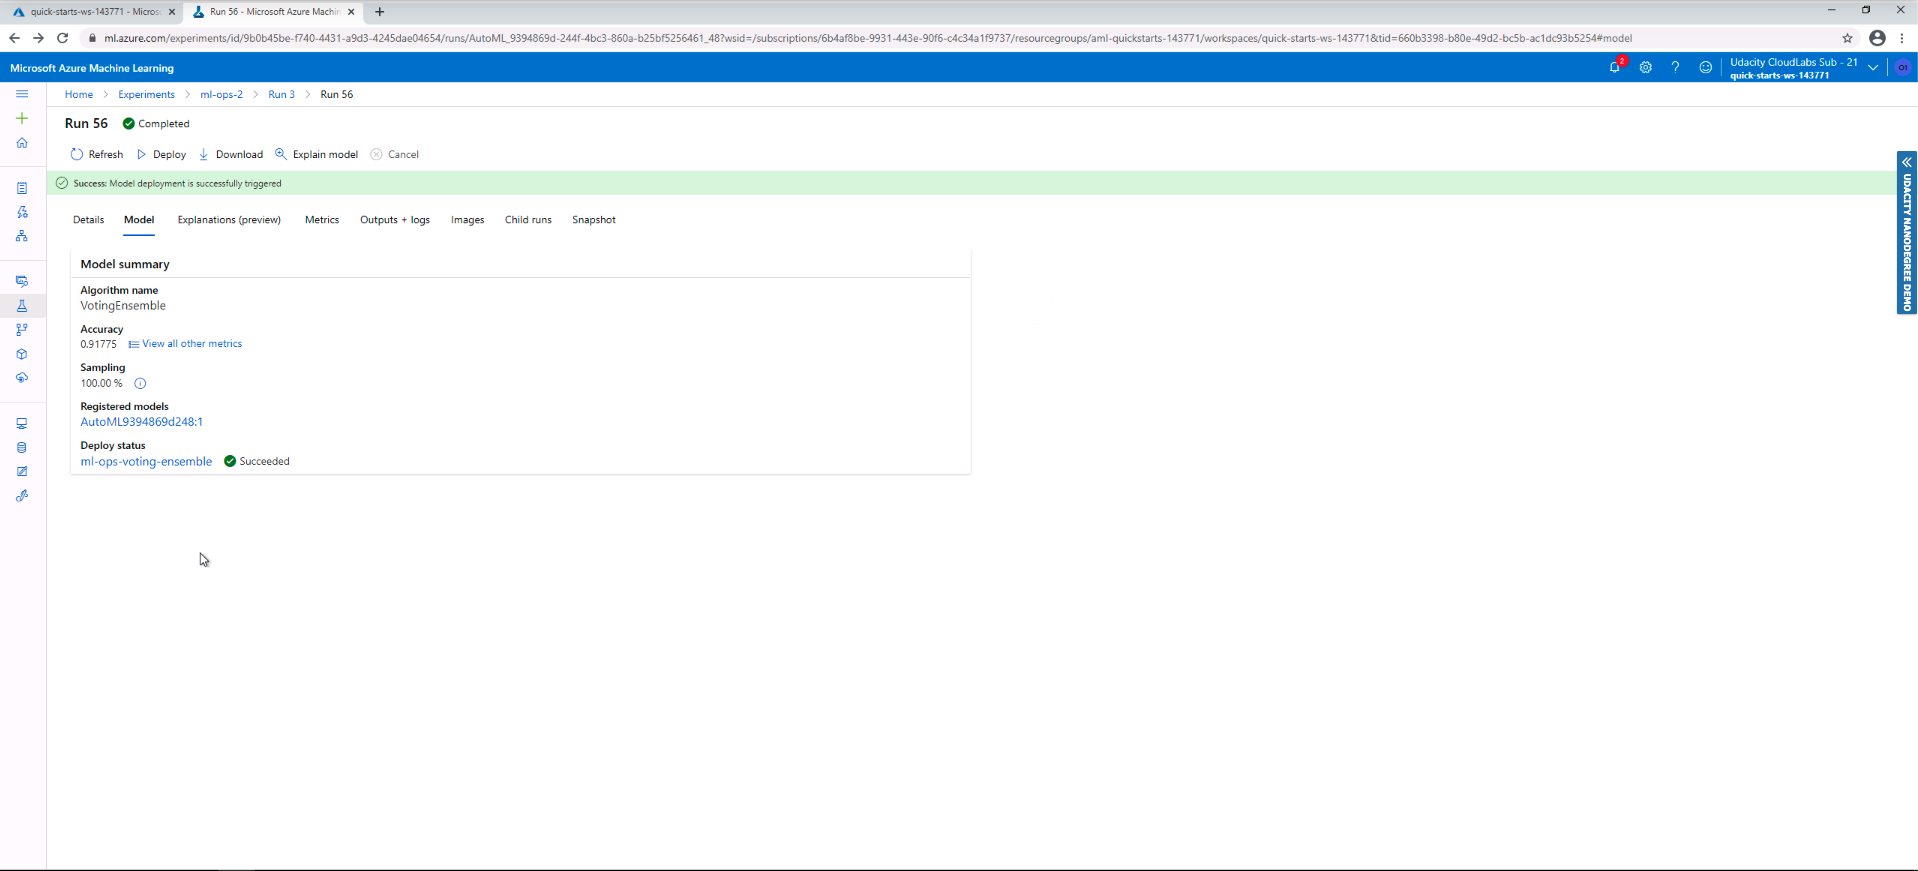 quick-starts-ws-143771 - Micros
Run 56 - Microsoft Azure Machin
ml.azure.com/experiments/id/9b0b45be-f740-4431-a9d3-4245dae04654/runs/AutoML_9394869d-244f-4bc3-860a-b25bf5256461_48?wsid=/subscriptions/6b4af8be-9931-443e-90f6-c4c34a1f9737/resourcegroups/aml-quickstarts-143771/workspaces/quick-starts-ws-143771&tid=660b3398-b80e-49d2-bc5b-ac1dc93b5254#model
Microsoft Azure Machine Learning
2
Udacity CloudLabs Sub - 21
quick-starts-ws-143771
O1
Home > Experiments > ml-ops-2 > Run 3 > Run 56
Run 56 Completed
Refresh Deploy Download Explain model Cancel
Success: Model deployment is successfully triggered
Details Model Explanations (preview) Metrics Outputs + logs Images Child runs Snapshot
Model summary
Algorithm name
VotingEnsemble
Accuracy
0.91775 View all other metrics
Sampling
100.00 %
Registered models
AutoML9394869d248:1
Deploy status
ml-ops-voting-ensemble Succeeded
UDACITY NANODEGREE DEMO